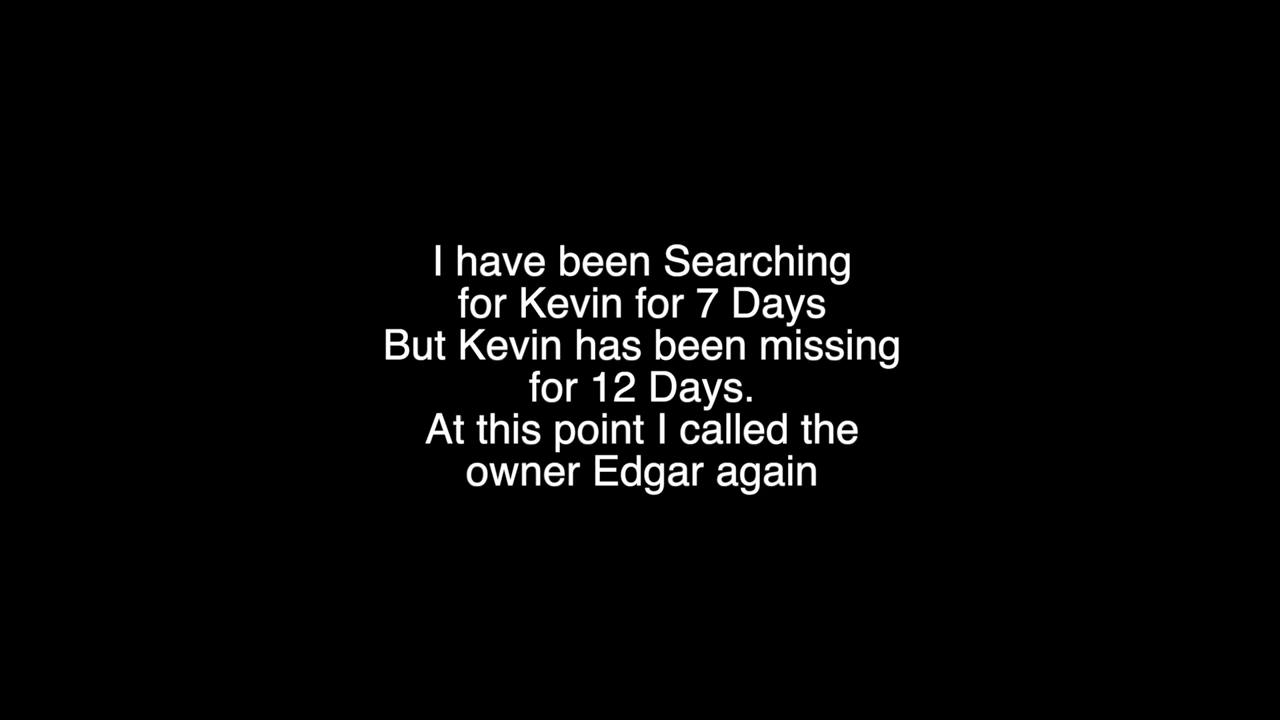 I have been Searching
for Kevin for 7 Days
But Kevin has been missing
for 12 Days.
At this point I called the
owner Edgar again